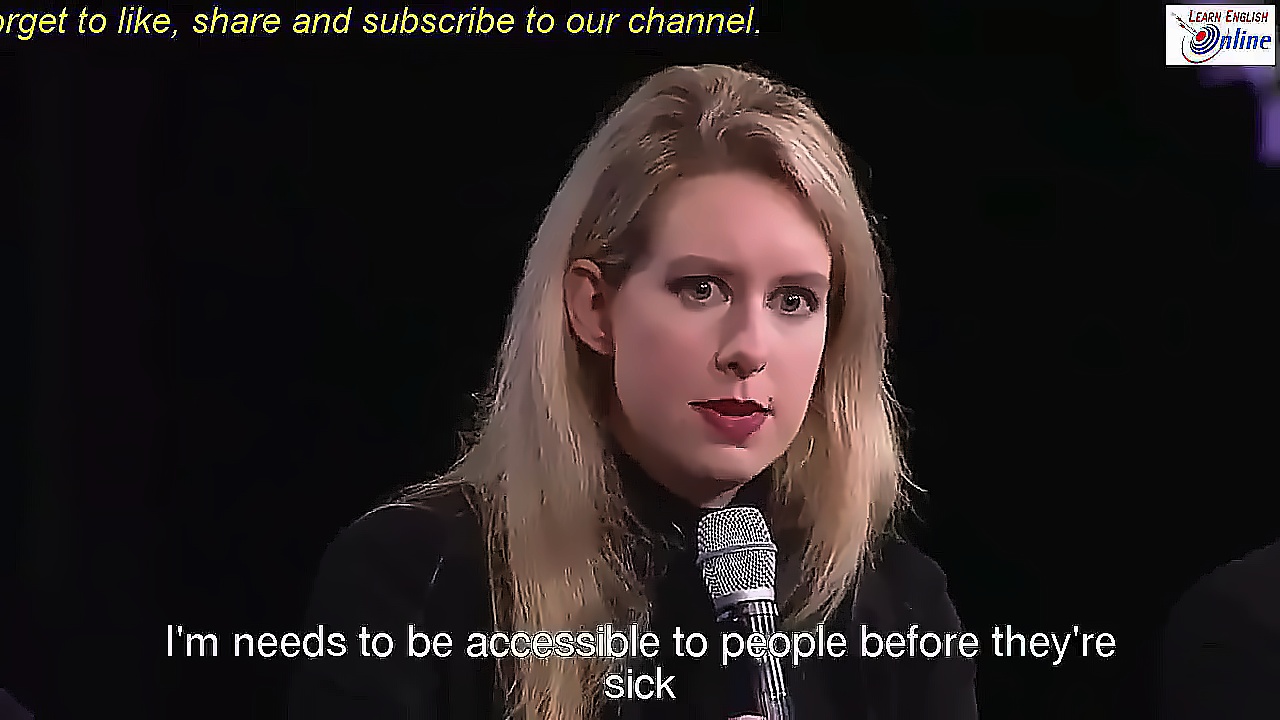 orget to like, share and subscribe to our channel.
LEARN ENGLISH
Online
I'm needs to be accessible to people before they're
sick